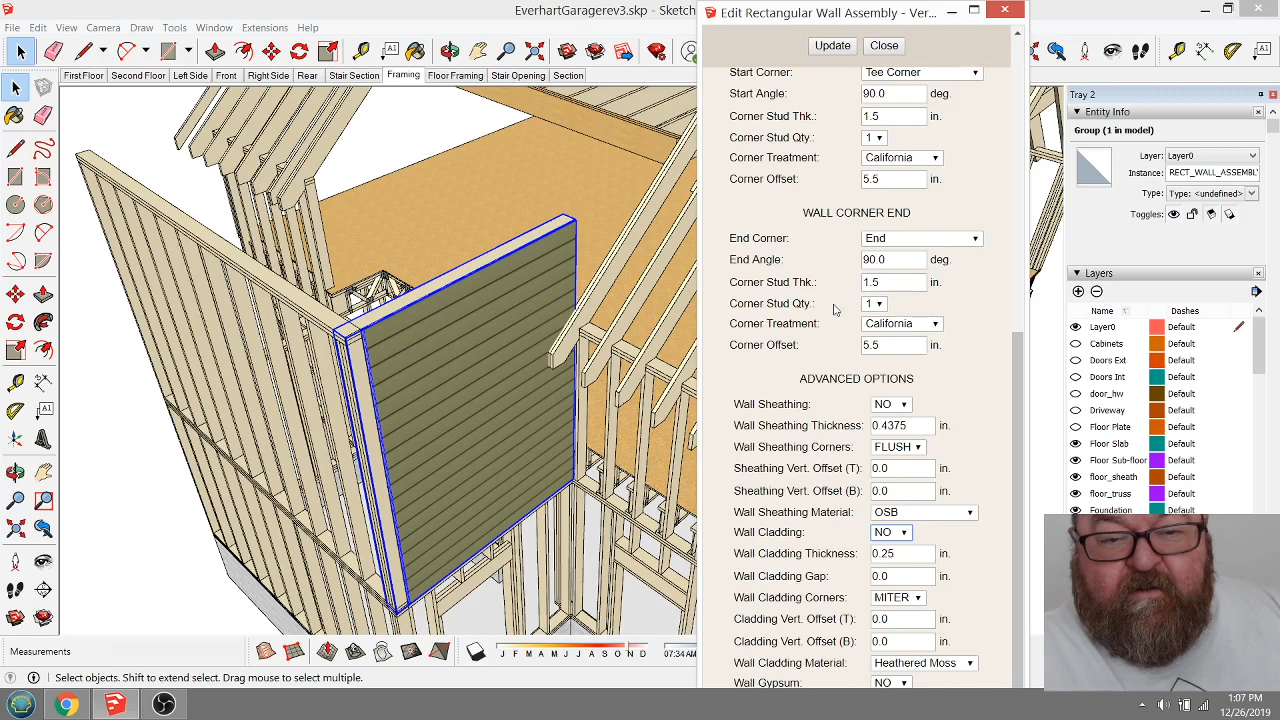 EverhartGaragerev3.skp - Sketch
Edit Rectangular Wall Assembly - Ver...
File Edit View Camera Draw Tools Window Extensions Help
Update Close
First Floor Second Floor Left Side Front Right Side Rear Stair Section Framing Floor Framing Stair Opening Section
Start Corner: Tee Corner
Start Angle: 90.0 deg.
Corner Stud Thk.: 1.5 in.
Corner Stud Qty.: 1
Corner Treatment: California
Corner Offset: 5.5 in.
WALL CORNER END
End Corner: End
End Angle: 90.0 deg.
Corner Stud Thk.: 1.5 in.
Corner Stud Qty.: 1
Corner Treatment: California
Corner Offset: 5.5 in.
ADVANCED OPTIONS
Wall Sheathing: NO
Wall Sheathing Thickness: 0.4375 in.
Wall Sheathing Corners: FLUSH
Sheathing Vert. Offset (T): 0.0 in.
Sheathing Vert. Offset (B): 0.0 in.
Wall Sheathing Material: OSB
Wall Cladding: NO
Wall Cladding Thickness: 0.25 in.
Wall Cladding Gap: 0.0 in.
Wall Cladding Corners: MITER
Cladding Vert. Offset (T): 0.0 in.
Cladding Vert. Offset (B): 0.0 in.
Wall Cladding Material: Heathered Moss
Wall Gypsum: NO
Tray 2
Entity Info
Group (1 in model)
Layer: Layer0
Instance: RECT_WALL_ASSEMBL
Type: Type: <undefined>
Toggles:
Layers
Name Dashes
Layer0 Default
Cabinets Default
Doors Ext Default
Doors Int Default
door_hw Default
Driveway Default
Floor Plate Default
Floor Slab Default
Floor Sub-floor Default
floor_sheath Default
floor_truss Default
Foundation Default
Measurements
J F M A M J J A S O N D 07:34 AM
Select objects. Shift to extend select. Drag mouse to select multiple.
1:07 PM
12/26/2019